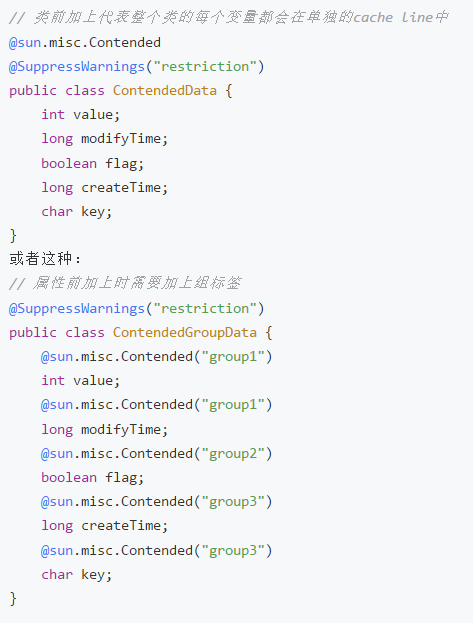 // 类前加上代表整个类的每个变量都会在单独的cache line中
@sun.misc.Contended
@SuppressWarnings("restriction")
public class ContendedData {
    int value;
    long modifyTime;
    boolean flag;
    long createTime;
    char key;
}
或者这种：
// 属性前加上时需要加上组标签
@SuppressWarnings("restriction")
public class ContendedGroupData {
    @sun.misc.Contended("group1")
    int value;
    @sun.misc.Contended("group1")
    long modifyTime;
    @sun.misc.Contended("group2")
    boolean flag;
    @sun.misc.Contended("group3")
    long createTime;
    @sun.misc.Contended("group3")
    char key;
}